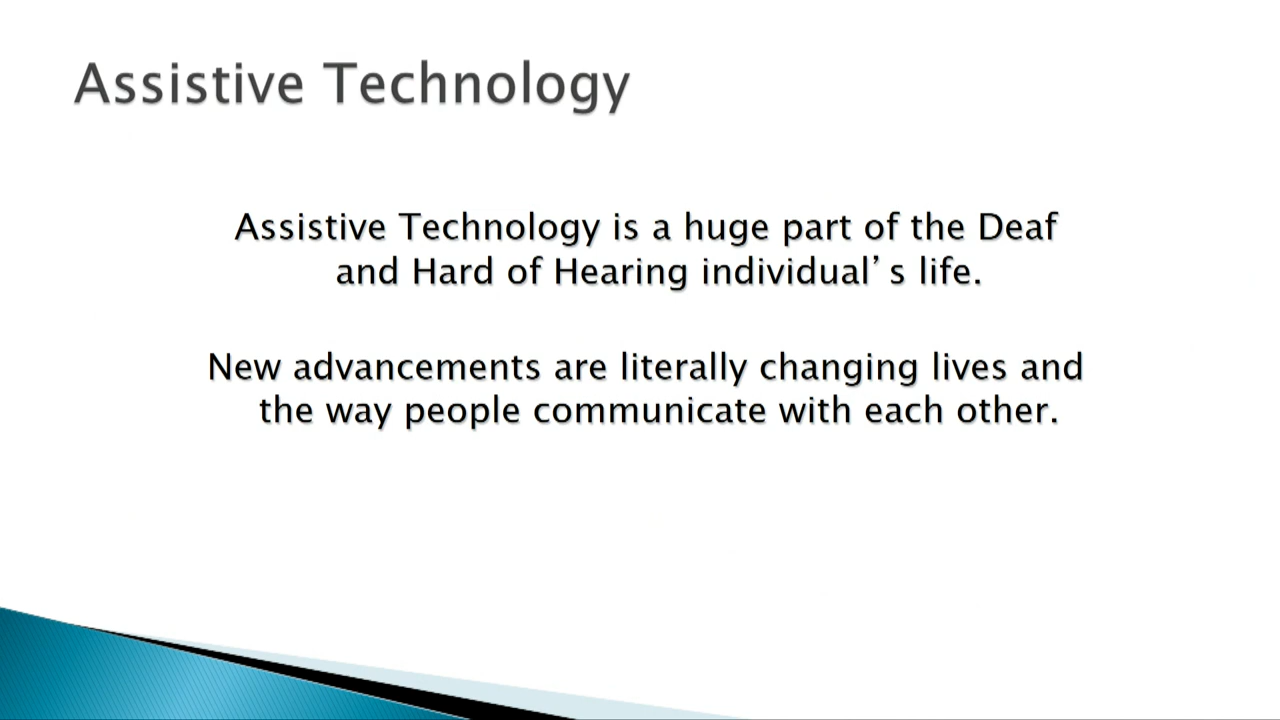 Assistive Technology
Assistive Technology is a huge part of the Deaf
and Hard of Hearing individual’s life.
New advancements are literally changing lives and
the way people communicate with each other.